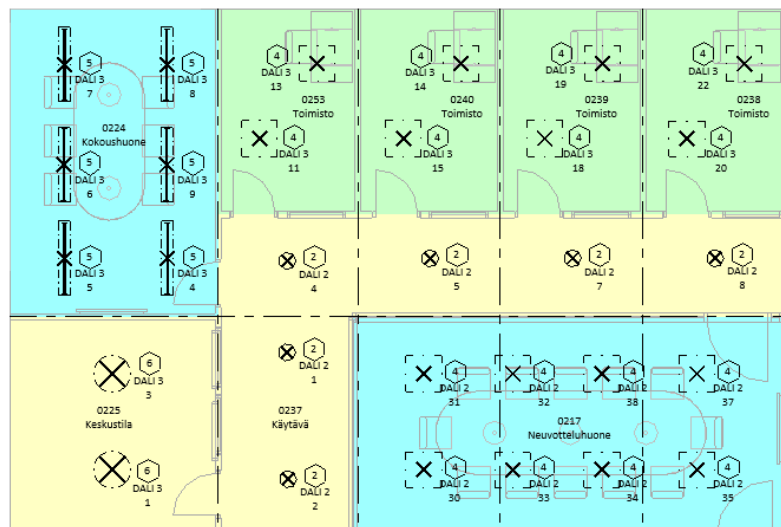 5
DALI 3
7
5
DALI 3
8
0224
Kokoushuone
5
DALI 3
6
5
DALI 3
9
5
DALI 3
5
5
DALI 3
4
4
DALI 3
13
0253
Toimisto
4
DALI 3
11
4
DALI 3
14
0240
Toimisto
4
DALI 3
15
4
DALI 3
19
0239
Toimisto
4
DALI 3
18
4
DALI 3
22
0238
Toimisto
4
DALI 3
20
2
DALI 2
4
2
DALI 2
5
2
DALI 2
7
2
DALI 2
8
6
DALI 3
3
0225
Keskustila
6
DALI 3
1
2
DALI 2
1
0237
Käytävä
2
DALI 2
2
4
DALI 2
31
4
DALI 2
32
4
DALI 2
38
4
DALI 2
37
0217
Neuvotteluhuone
4
DALI 2
30
4
DALI 2
33
4
DALI 2
34
4
DALI 2
35